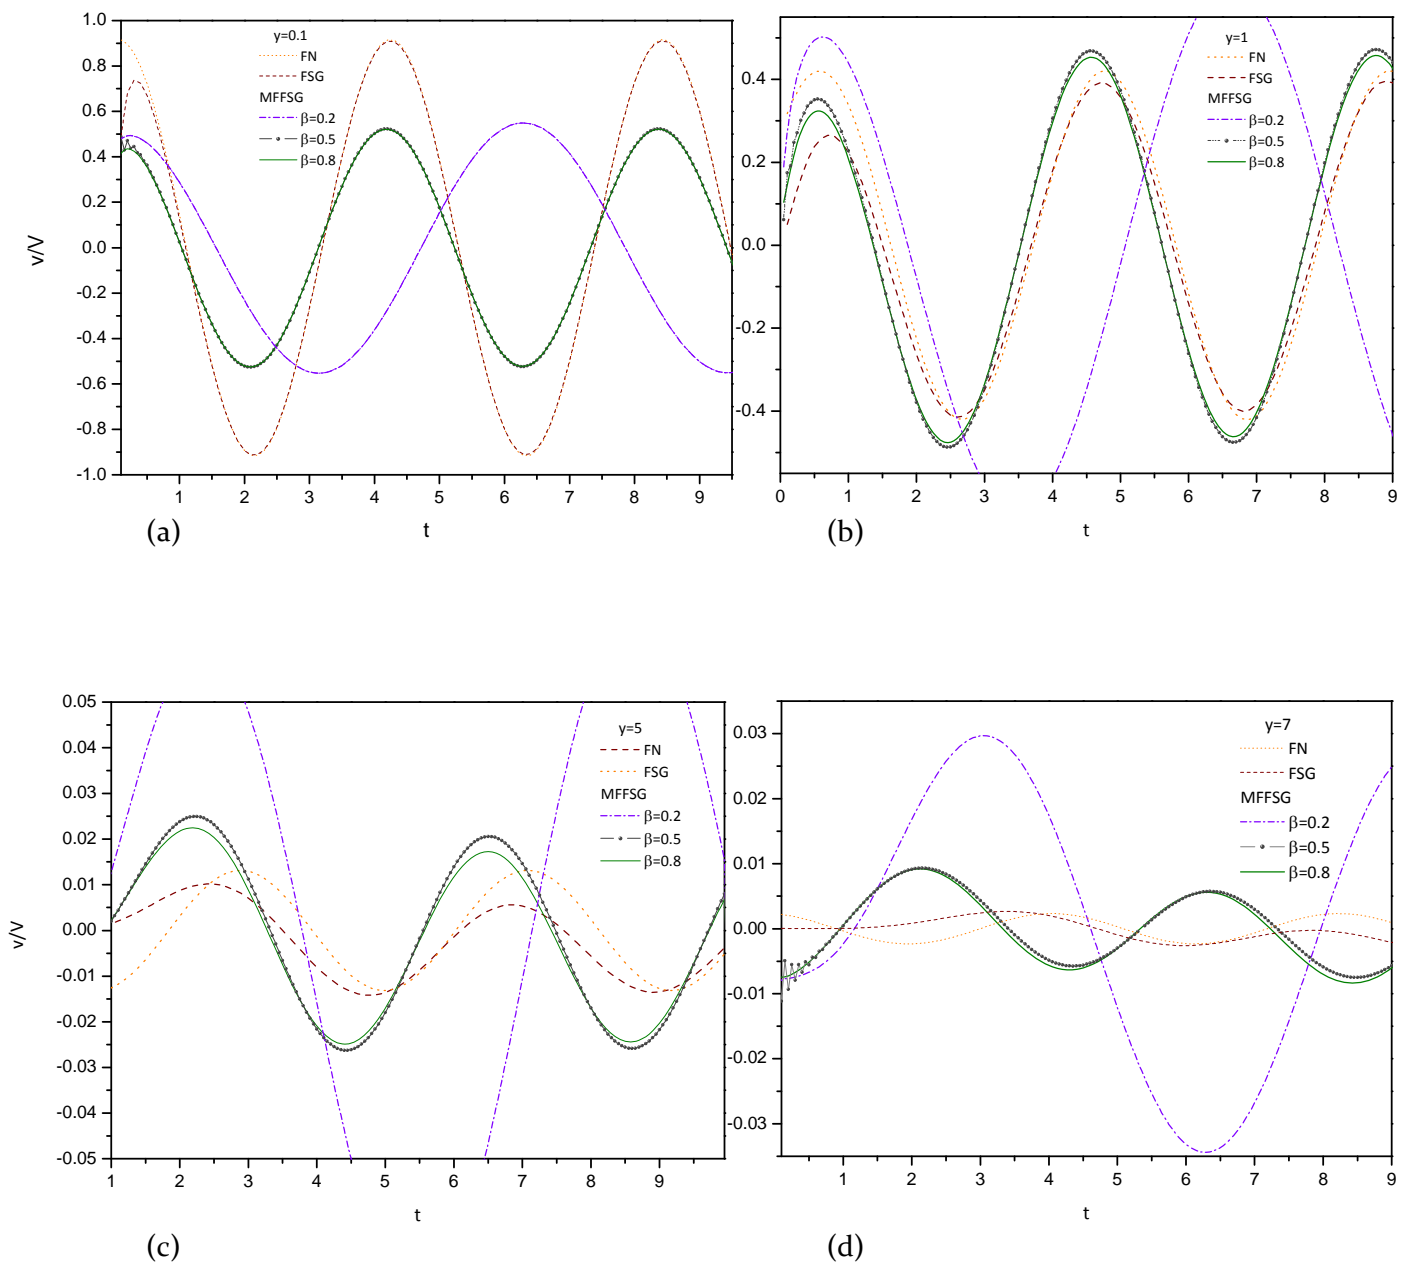 y=0.1
FN
FSG
MFFSG
β=0.2
β=0.5
β=0.8
1.0
0.8
0.6
0.4
0.2
0.0
-0.2
-0.4
-0.6
-0.8
-1.0
v/V
1 2 3 4 5 6 7 8 9
t
(a)
y=1
FN
FSG
MFFSG
β=0.2
β=0.5
β=0.8
0.4
0.2
0.0
-0.2
-0.4
0 1 2 3 4 5 6 7 8 9
t
(b)
y=5
FN
FSG
MFFSG
β=0.2
β=0.5
β=0.8
0.05
0.04
0.03
0.02
0.01
0.00
-0.01
-0.02
-0.03
-0.04
-0.05
v/V
1 2 3 4 5 6 7 8 9
t
(c)
y=7
FN
FSG
MFFSG
β=0.2
β=0.5
β=0.8
0.03
0.02
0.01
0.00
-0.01
-0.02
-0.03
1 2 3 4 5 6 7 8 9
t
(d)